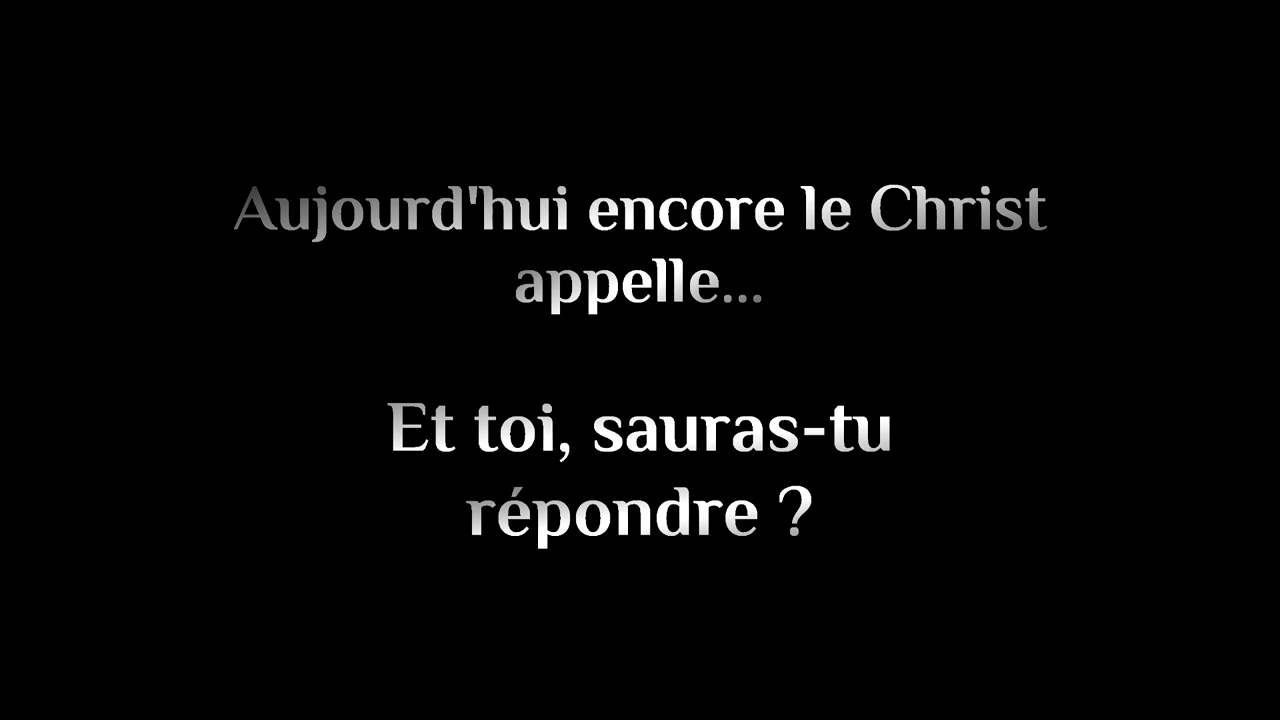 Aujourd'hui encore le Christ
appelle...
Et toi, sauras-tu
répondre ?